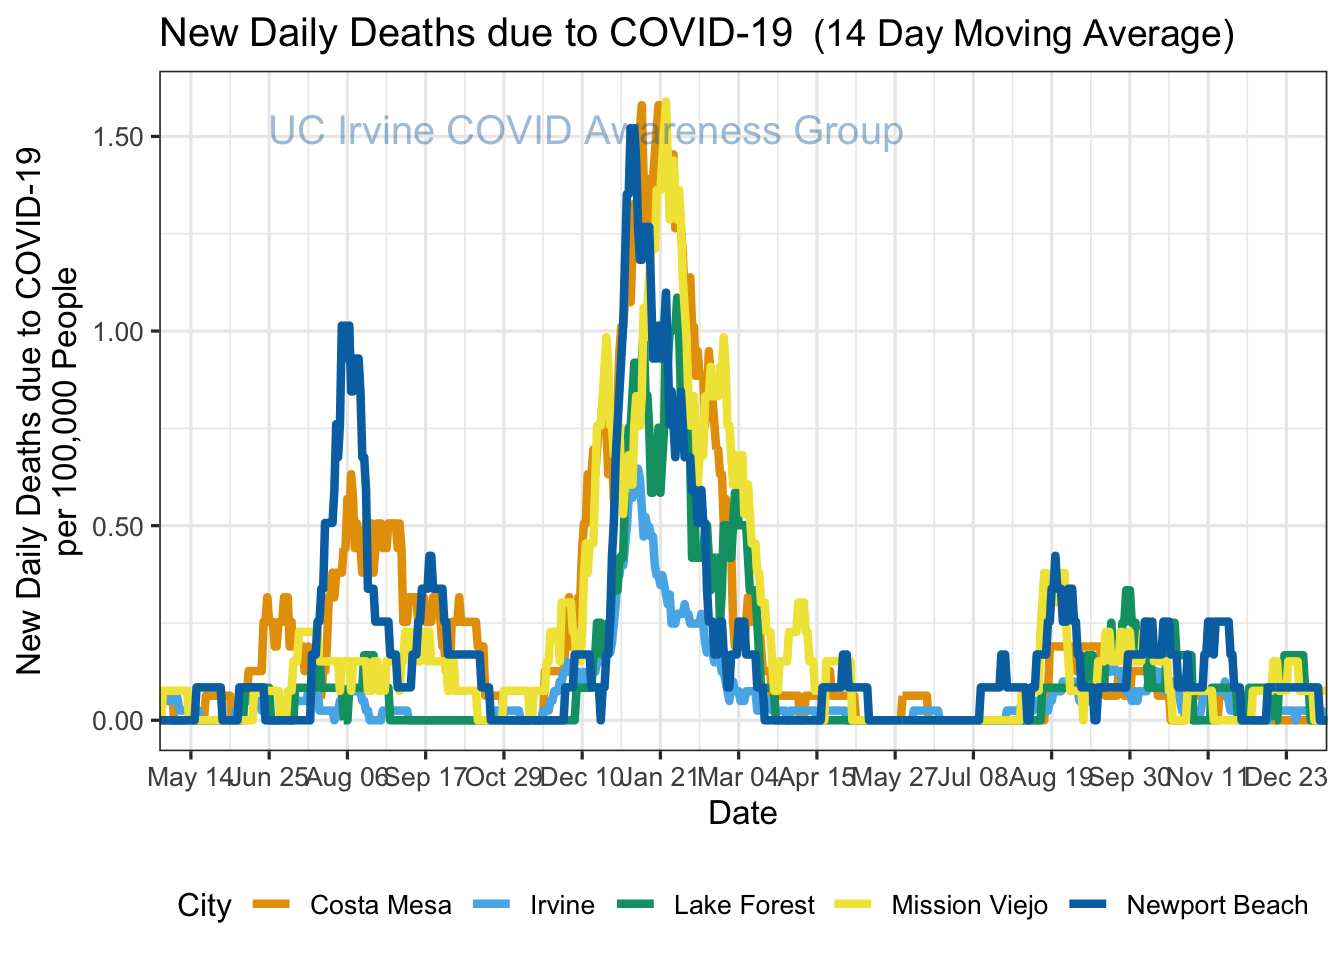 New Daily Deaths due to COVID-19 (14 Day Moving Average)
UC Irvine COVID Awareness Group
New Daily Deaths due to COVID-19
per 100,000 People
1.50
1.00
0.50
0.00
May 14 Jun 25 Aug 06 Sep 17 Oct 29 Dec 10 Jan 21 Mar 04 Apr 15 May 27 Jul 08 Aug 19 Sep 30 Nov 11 Dec 23
Date
City Costa Mesa Irvine Lake Forest Mission Viejo Newport Beach